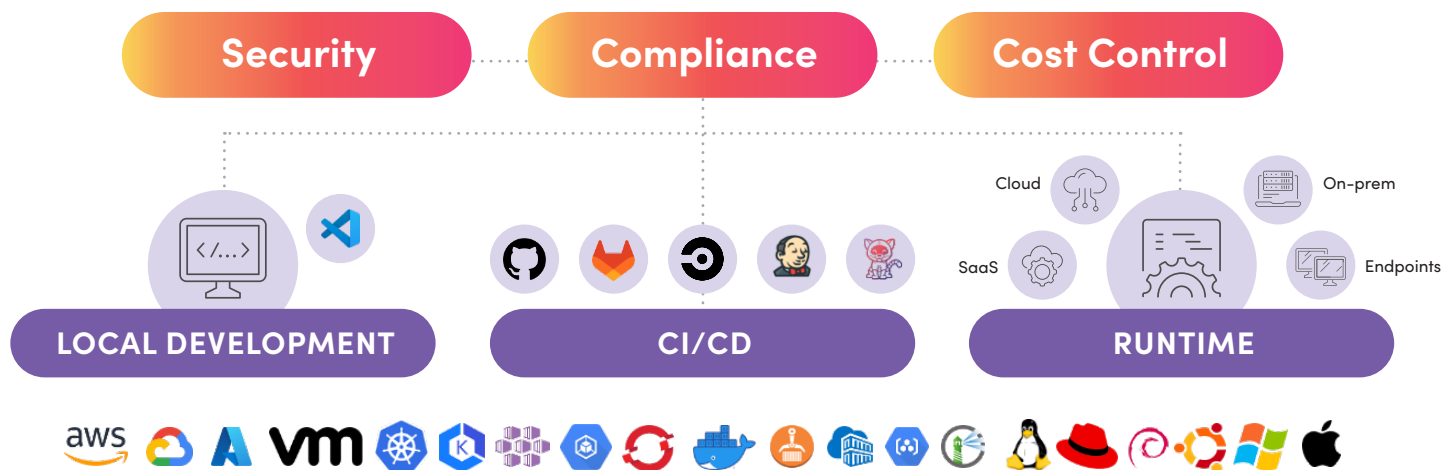 Security
Compliance
Cost Control
Cloud
On-prem
SaaS
Endpoints
</...>
LOCAL DEVELOPMENT
CI/CD
RUNTIME
aws
vm
K